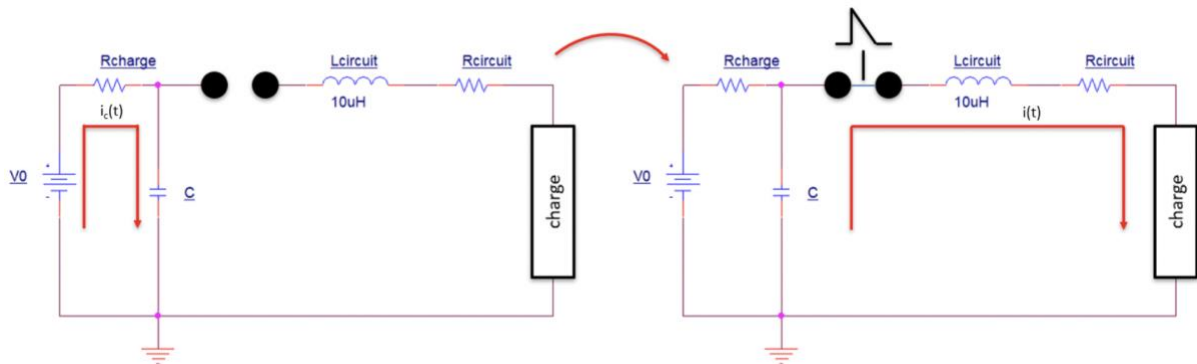 Rcharge
Lcircuit
Rcircuit
10uH
ic(t)
+
V0
-
C
charge
Rcharge
Lcircuit
Rcircuit
10uH
i(t)
+
V0
-
C
charge